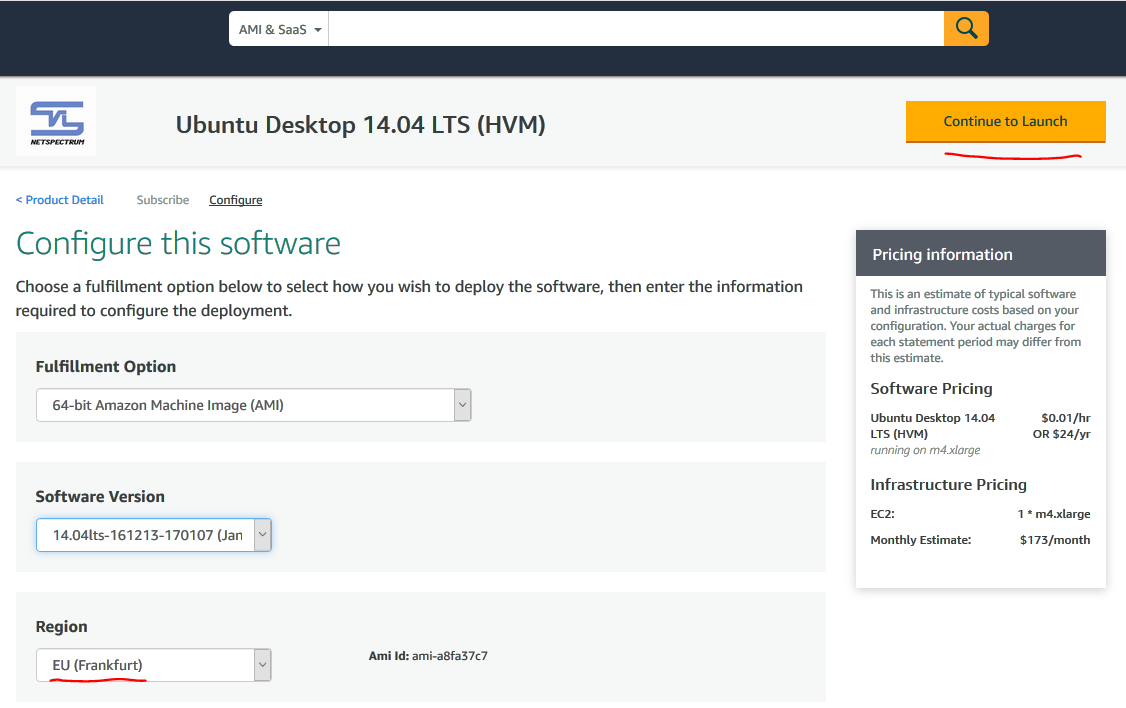 AMI & SaaS
NETSPECTRUM
Ubuntu Desktop 14.04 LTS (HVM)
Continue to Launch
< Product Detail
Subscribe
Configure
Configure this software
Choose a fulfillment option below to select how you wish to deploy the software, then enter the information
required to configure the deployment.
Fulfillment Option
64-bit Amazon Machine Image (AMI)
Software Version
14.04lts-161213-170107 (Jan
Region
EU (Frankfurt)
Ami Id: ami-a8fa37c7
Pricing information
This is an estimate of typical software
and infrastructure costs based on your
configuration. Your actual charges for
each statement period may differ from
this estimate.
Software Pricing
Ubuntu Desktop 14.04 $0.01/hr
LTS (HVM) OR $24/yr
running on m4.xlarge
Infrastructure Pricing
EC2: 1 * m4.xlarge
Monthly Estimate: $173/month